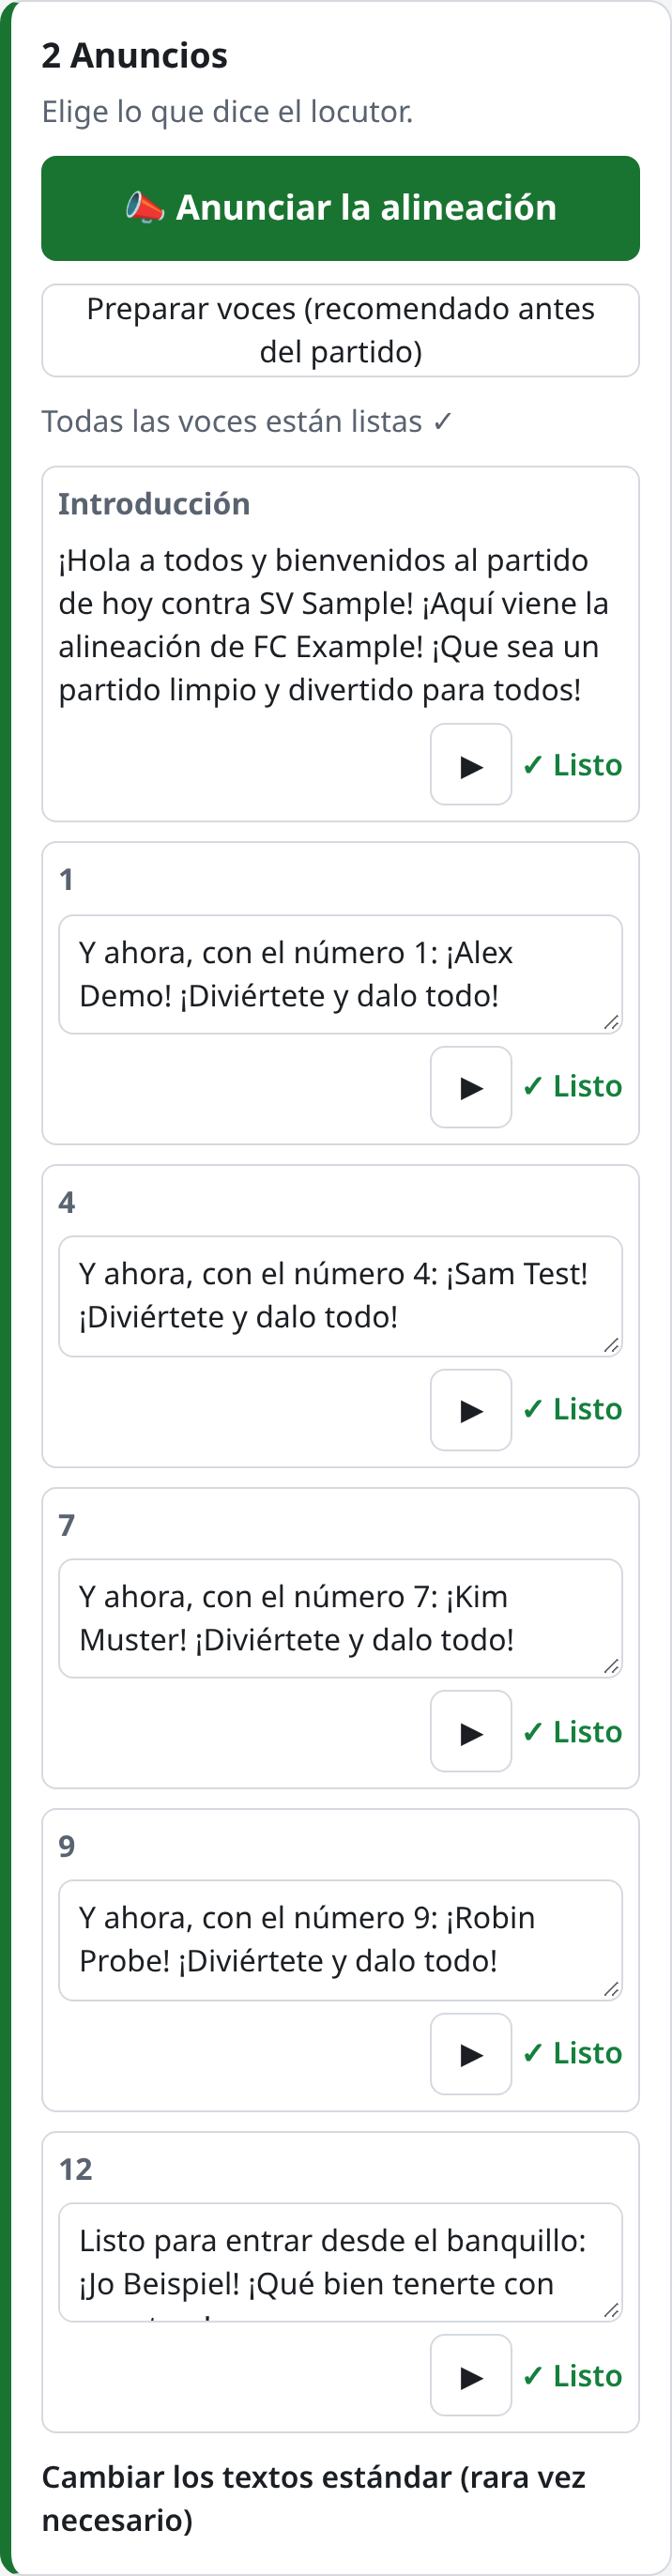 2 Anuncios
Elige lo que dice el locutor.
📣 Anunciar la alineación
Preparar voces (recomendado antes
del partido)
Todas las voces están listas ✓
Introducción
¡Hola a todos y bienvenidos al partido
de hoy contra SV Sample! ¡Aquí viene la
alineación de FC Example! ¡Que sea un
partido limpio y divertido para todos!
▶ ✓ Listo
1
Y ahora, con el número 1: ¡Alex
Demo! ¡Diviértete y dalo todo!
▶ ✓ Listo
4
Y ahora, con el número 4: ¡Sam Test!
¡Diviértete y dalo todo!
▶ ✓ Listo
7
Y ahora, con el número 7: ¡Kim
Muster! ¡Diviértete y dalo todo!
▶ ✓ Listo
9
Y ahora, con el número 9: ¡Robin
Probe! ¡Diviértete y dalo todo!
▶ ✓ Listo
12
Listo para entrar desde el banquillo:
¡Jo Beispiel! ¡Qué bien tenerte con
▶ ✓ Listo
Cambiar los textos estándar (rara vez
necesario)